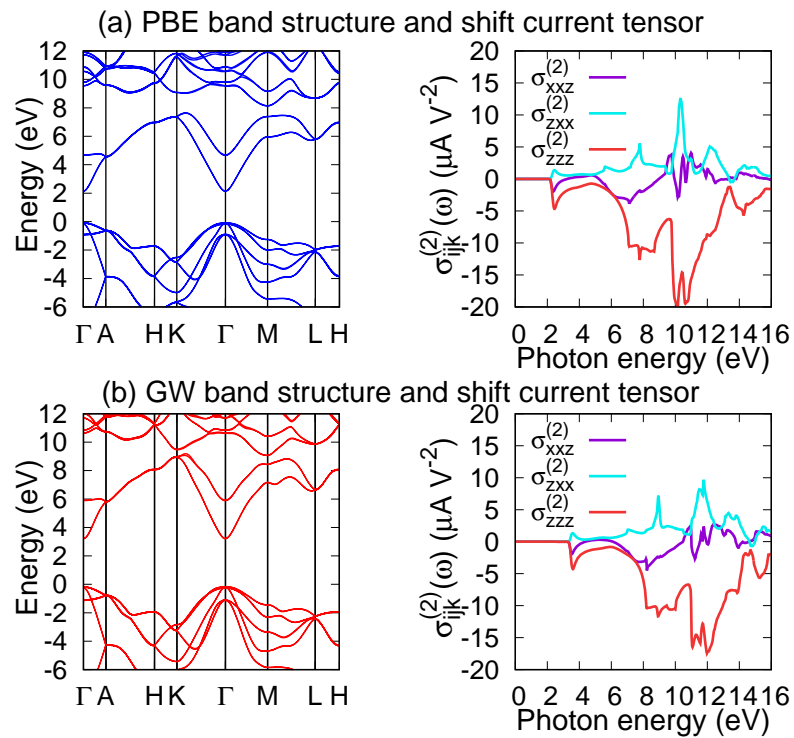 (a) PBE band structure and shift current tensor
12
10
8
6
4
2
0
-2
-4
-6
Energy (eV)
Γ A H K Γ M L H
20
15
10
5
0
-5
-10
-15
-20
σ_ijk^(2)(ω) (μA V^-2)
σ_xxz^(2)
σ_zxx^(2)
σ_zzz^(2)
0 2 4 6 8 10 12 14 16
Photon energy (eV)
(b) GW band structure and shift current tensor
12
10
8
6
4
2
0
-2
-4
-6
Energy (eV)
Γ A H K Γ M L H
20
15
10
5
0
-5
-10
-15
-20
σ_ijk^(2)(ω) (μA V^-2)
σ_xxz^(2)
σ_zxx^(2)
σ_zzz^(2)
0 2 4 6 8 10 12 14 16
Photon energy (eV)